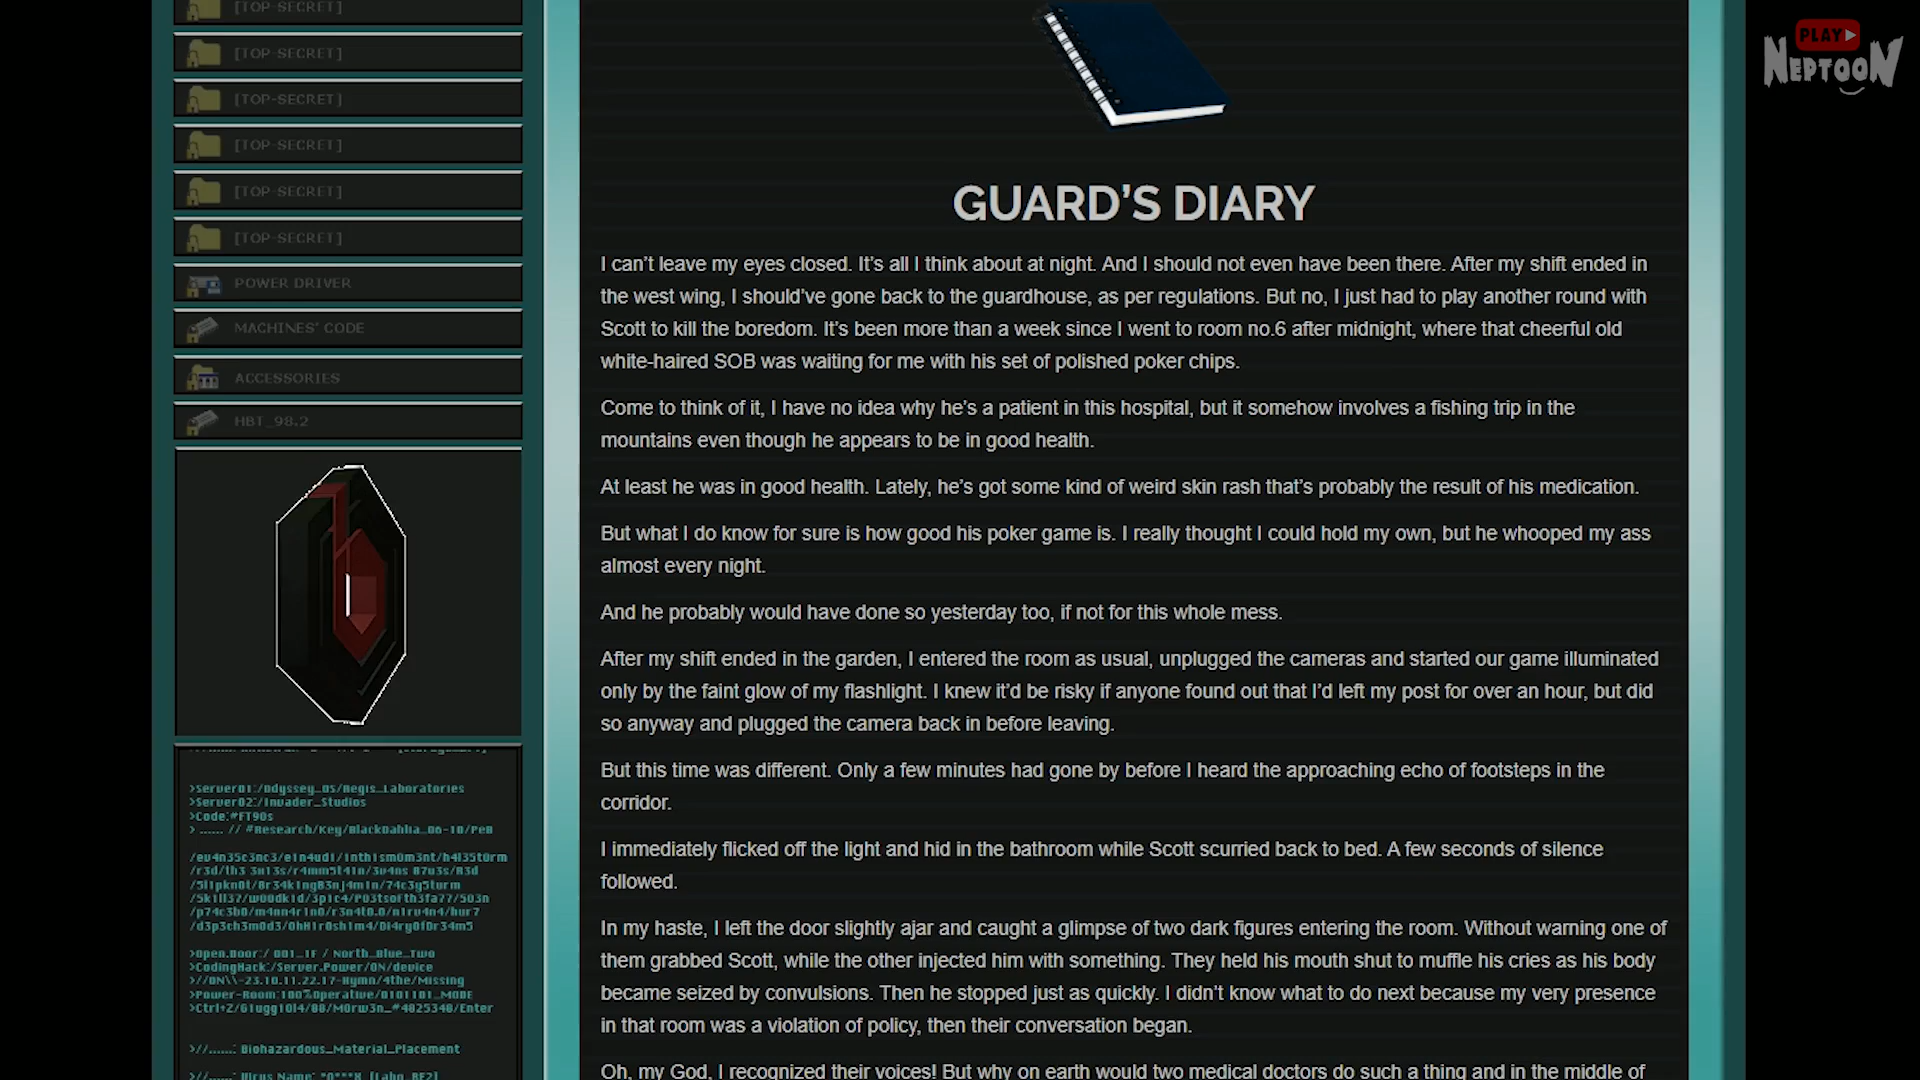 [TOP-SECRET]
[TOP-SECRET]
[TOP-SECRET]
[TOP-SECRET]
[TOP-SECRET]
[TOP-SECRET]
POWER DRIVER
MACHINES' CODE
ACCESSORIES
HBT_98.2
>Server01:/Odyssey_OS/Aegis_Laboratories
>Server02:/Invader_Studios
>Code:#FT90s
> ...... // #Research/Key/BlackDahlia_06-10/PeB
>Open.Door:/ 001_1F / North_Blue_Two
>CodingHack:/Server.Power/ON/device
>//ON\\-23.10.11.22.17-Hymn/4the/Missing
>Power-Room:100%Operative/0101101_MODE
>//......: Biohazardous_Material_Placement
PLAY
NEPTOON
GUARD’S DIARY
I can’t leave my eyes closed. It’s all I think about at night. And I should not even have been there. After my shift ended in
the west wing, I should’ve gone back to the guardhouse, as per regulations. But no, I just had to play another round with
Scott to kill the boredom. It’s been more than a week since I went to room no.6 after midnight, where that cheerful old
white-haired SOB was waiting for me with his set of polished poker chips.
Come to think of it, I have no idea why he’s a patient in this hospital, but it somehow involves a fishing trip in the
mountains even though he appears to be in good health.
At least he was in good health. Lately, he’s got some kind of weird skin rash that’s probably the result of his medication.
But what I do know for sure is how good his poker game is. I really thought I could hold my own, but he whooped my ass
almost every night.
And he probably would have done so yesterday too, if not for this whole mess.
After my shift ended in the garden, I entered the room as usual, unplugged the cameras and started our game illuminated
only by the faint glow of my flashlight. I knew it’d be risky if anyone found out that I’d left my post for over an hour, but did
so anyway and plugged the camera back in before leaving.
But this time was different. Only a few minutes had gone by before I heard the approaching echo of footsteps in the
corridor.
I immediately flicked off the light and hid in the bathroom while Scott scurried back to bed. A few seconds of silence
followed.
In my haste, I left the door slightly ajar and caught a glimpse of two dark figures entering the room. Without warning one of
them grabbed Scott, while the other injected him with something. They held his mouth shut to muffle his cries as his body
became seized by convulsions. Then he stopped just as quickly. I didn’t know what to do next because my very presence
in that room was a violation of policy, then their conversation began.
Oh, my God, I recognized their voices! But why on earth would two medical doctors do such a thing and in the middle of